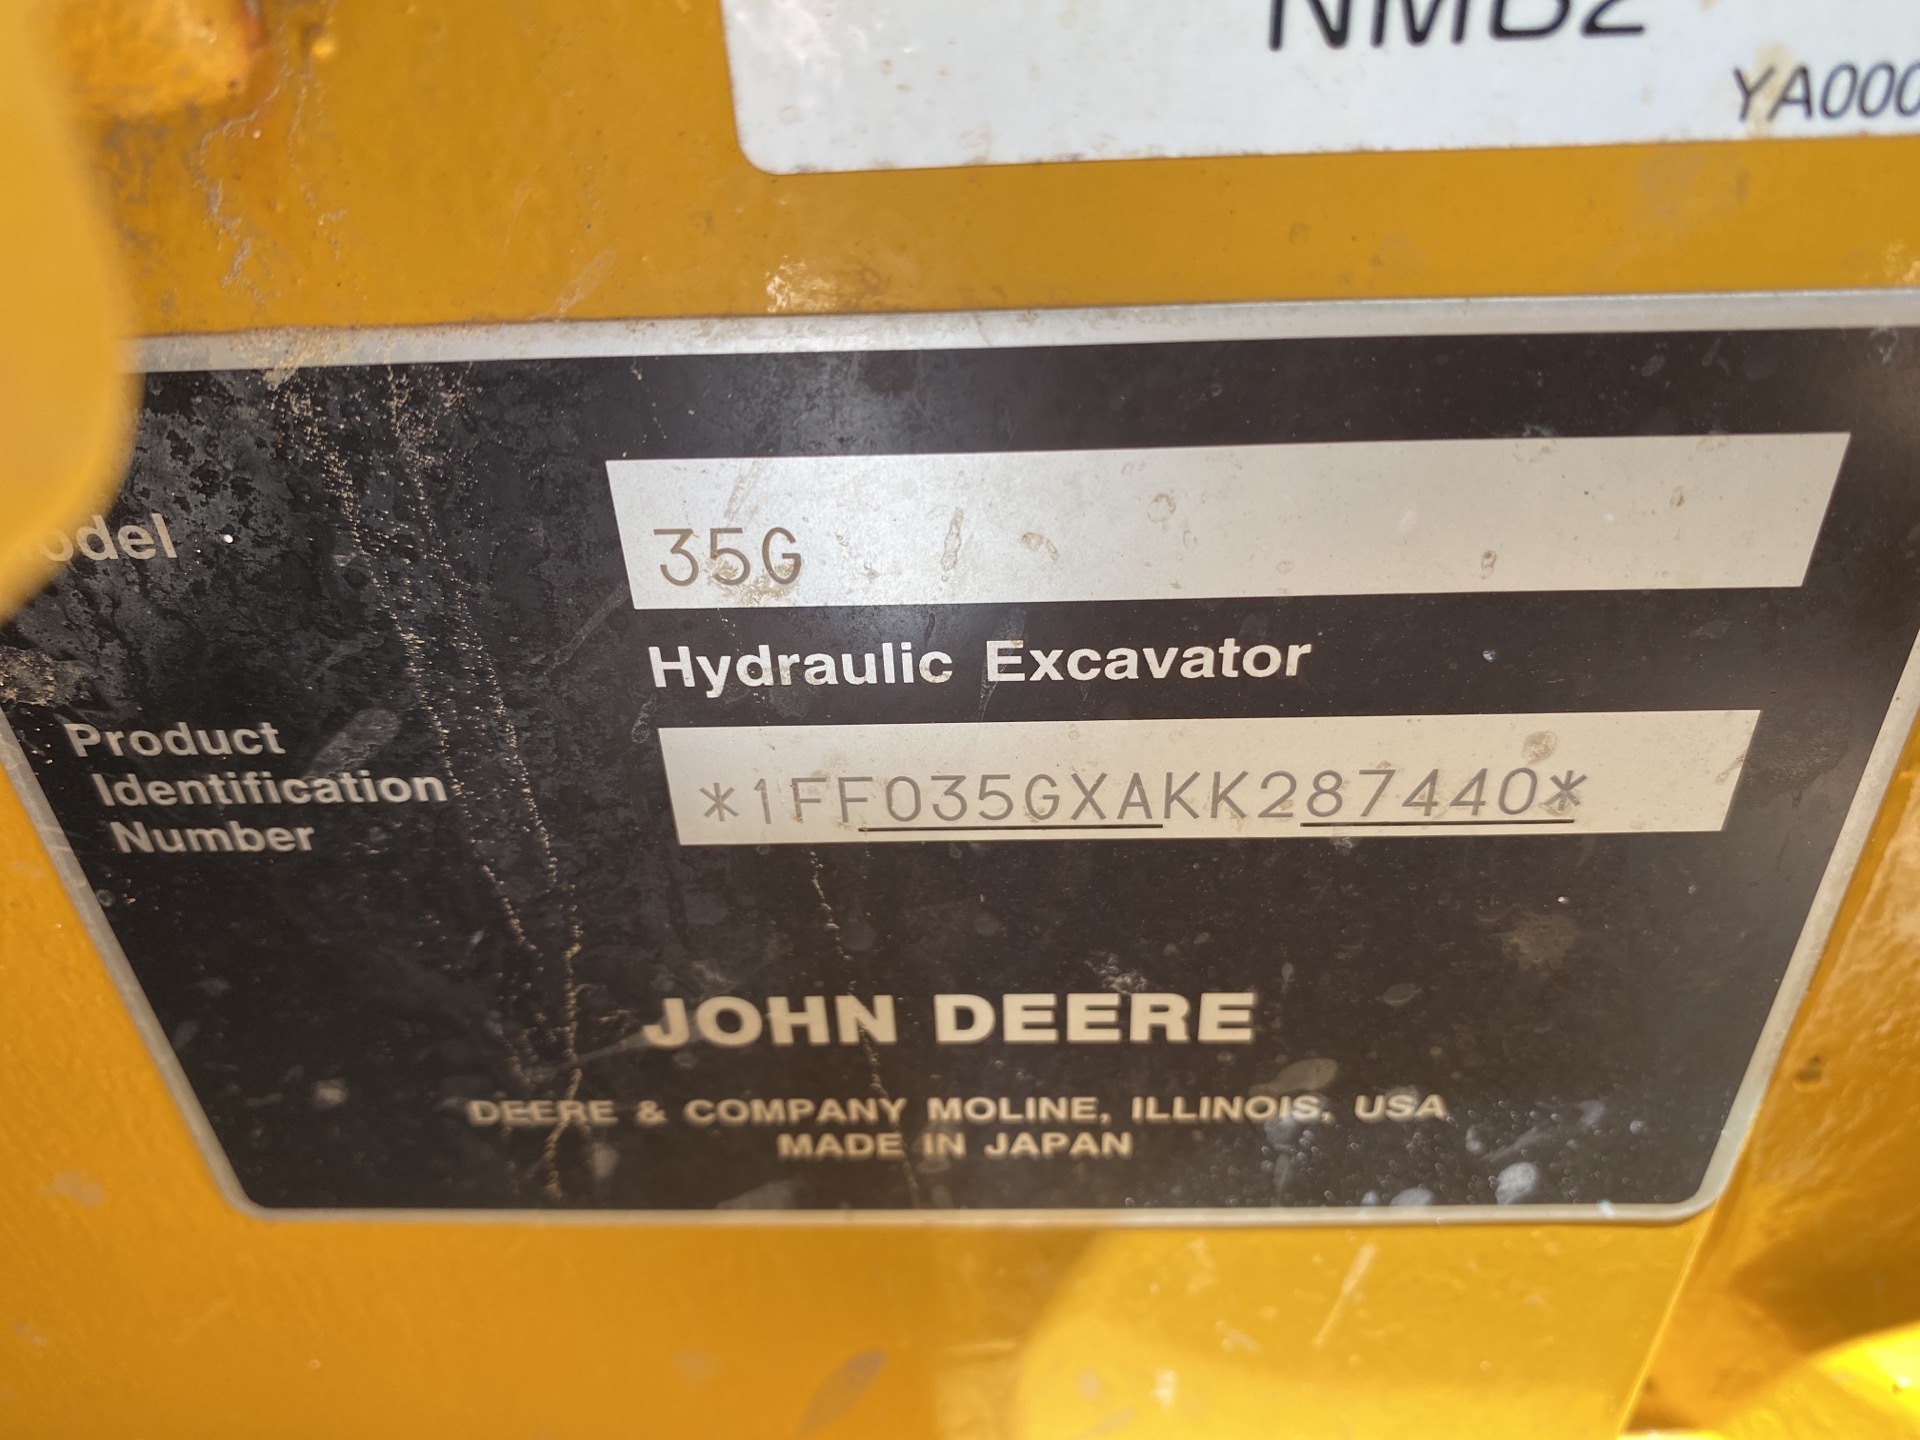 NMB2
YA000
Model
35G
Hydraulic Excavator
Product
Identification
Number
*1FF035GXAKK287440*
JOHN DEERE
DEERE & COMPANY MOLINE, ILLINOIS, USA
MADE IN JAPAN